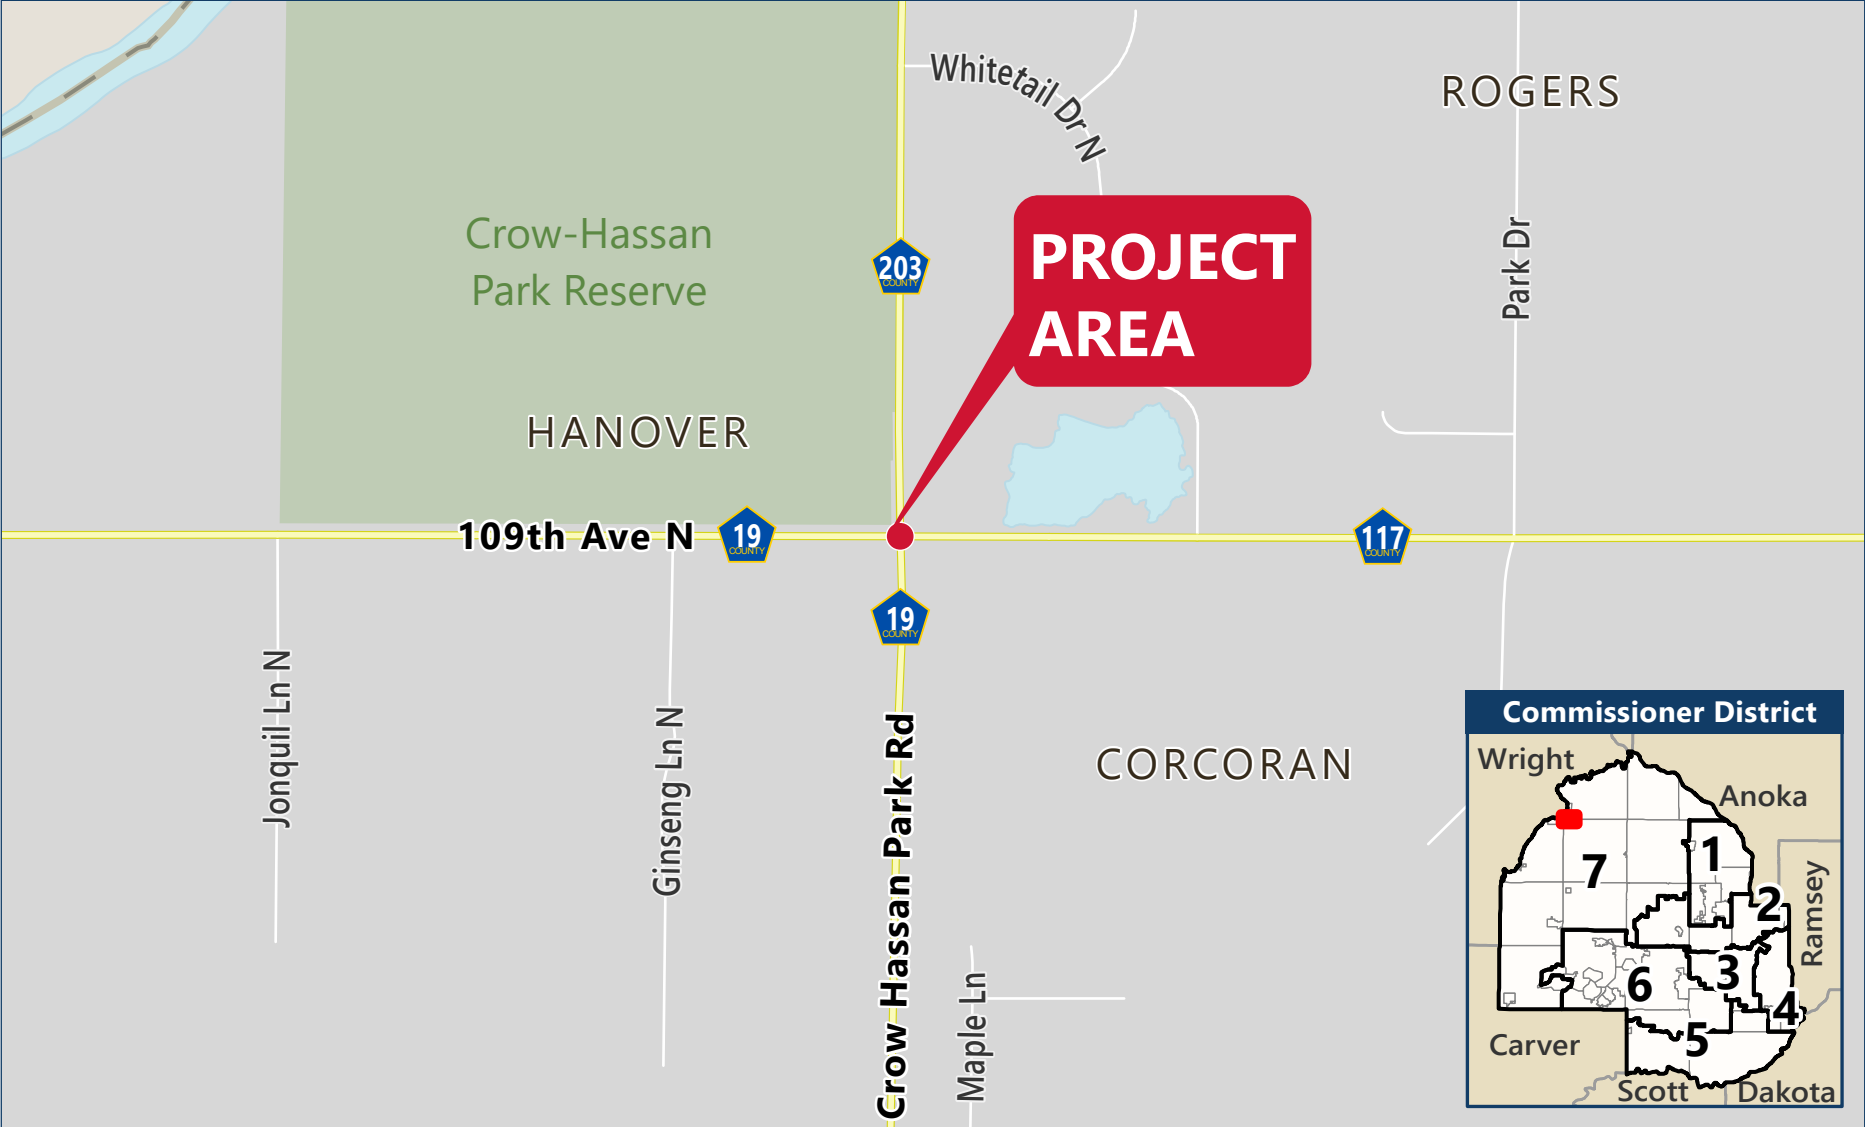 Whitetail Dr N
ROGERS
Crow-Hassan
Park Reserve
203
COUNTY
PROJECT
AREA
Park Dr
HANOVER
109th Ave N
19
COUNTY
117
COUNTY
19
COUNTY
Jonquil Ln N
Ginseng Ln N
Crow Hassan Park Rd
CORCORAN
Maple Ln
Commissioner District
Wright
Anoka
1
7
2
Ramsey
3
6
4
5
Carver
Scott
Dakota